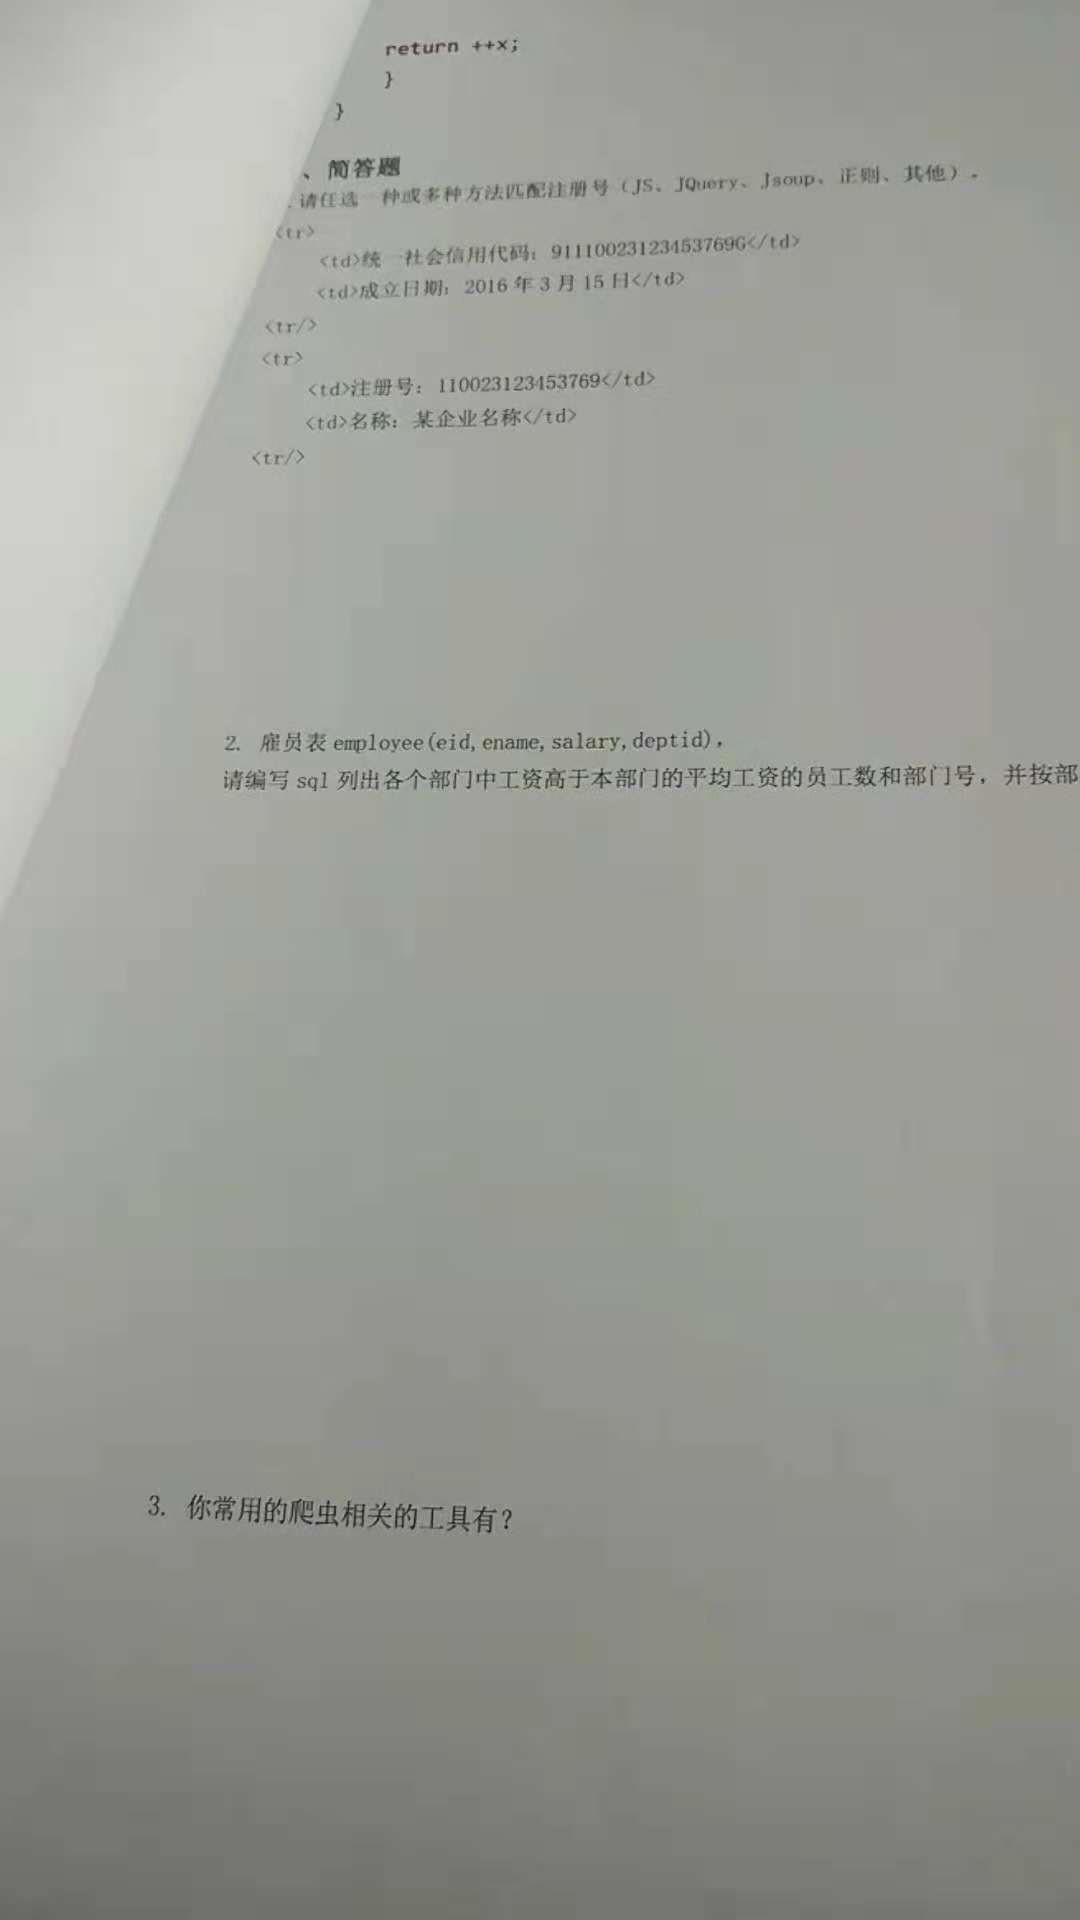 return ++x;
}
}
、简答题
. 请任选一种或多种方法匹配注册号（JS、JQuery、Jsoup、正则、其他）.
<tr>
<td>统一社会信用代码：91110023123453769G</td>
<td>成立日期：2016 年 3 月 15 日</td>
<tr/>
<tr>
<td>注册号：110023123453769</td>
<td>名称：某企业名称</td>
<tr/>
2. 雇员表 employee(eid,ename,salary,deptid)，
请编写 sql 列出各个部门中工资高于本部门的平均工资的员工数和部门号，并按部
3. 你常用的爬虫相关的工具有？